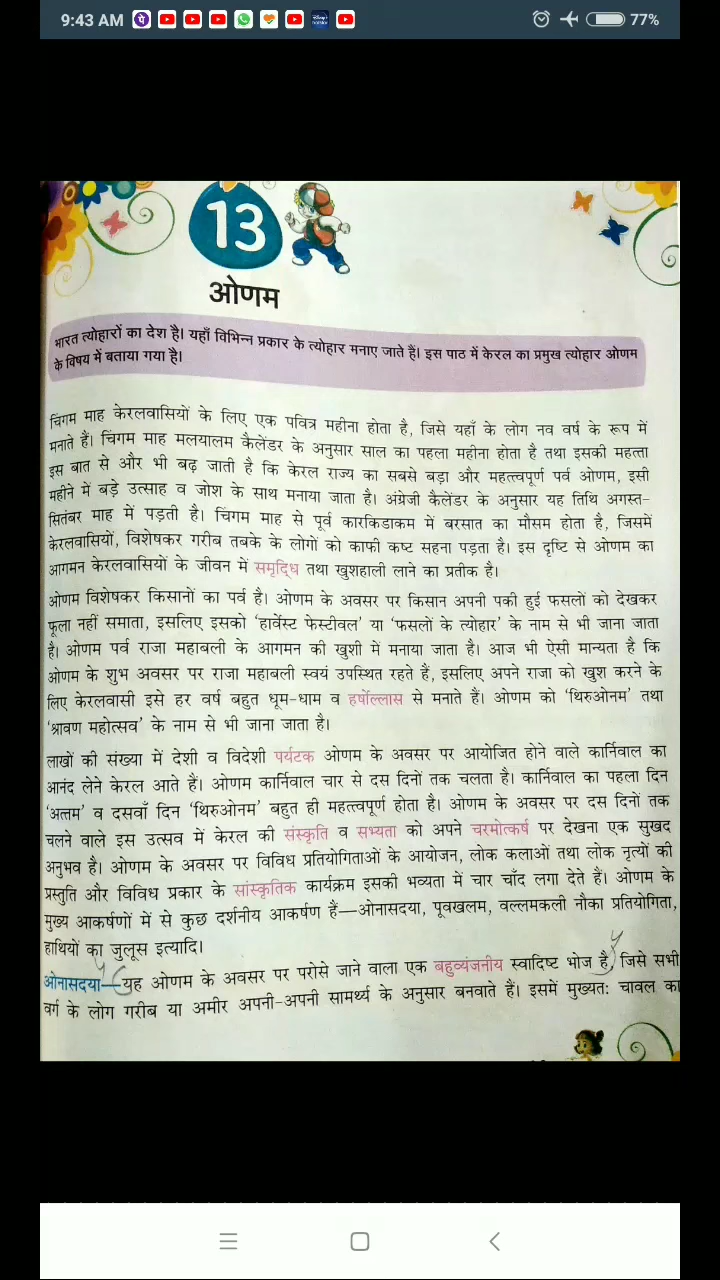 9:43 AM
77%
13
ओणम
भारत त्योहारों का देश है। यहाँ विभिन्न प्रकार के त्योहार मनाए जाते हैं। इस पाठ में केरल का प्रमुख त्योहार ओणम
के विषय में बताया गया है।
चिंगम माह केरलवासियों के लिए एक पवित्र महीना होता है, जिसे यहाँ के लोग नव वर्ष के रूप में
मनाते हैं। चिंगम माह मलयालम कैलेंडर के अनुसार साल का पहला महीना होता है तथा इसकी महत्ता
इस बात से और भी बढ़ जाती है कि केरल राज्य का सबसे बड़ा और महत्त्वपूर्ण पर्व ओणम, इसी
महीने में बड़े उत्साह व जोश के साथ मनाया जाता है। अंग्रेजी कैलेंडर के अनुसार यह तिथि अगस्त-
सितंबर माह में पड़ती है। चिंगम माह से पूर्व कारकिडाकम में बरसात का मौसम होता है, जिसमें
केरलवासियों, विशेषकर गरीब तबके के लोगों को काफी कष्ट सहना पड़ता है। इस दृष्टि से ओणम का
आगमन केरलवासियों के जीवन में समृद्धि तथा खुशहाली लाने का प्रतीक है।
ओणम विशेषकर किसानों का पर्व है। ओणम के अवसर पर किसान अपनी पकी हुई फसलों को देखकर
फूला नहीं समाता, इसलिए इसको 'हार्वेस्ट फेस्टीवल' या 'फसलों के त्योहार' के नाम से भी जाना जाता
है। ओणम पर्व राजा महाबली के आगमन की खुशी में मनाया जाता है। आज भी ऐसी मान्यता है कि
ओणम के शुभ अवसर पर राजा महाबली स्वयं उपस्थित रहते हैं, इसलिए अपने राजा को खुश करने के
लिए केरलवासी इसे हर वर्ष बहुत धूम-धाम व हर्षोल्लास से मनाते हैं। ओणम को 'थिरुओनम' तथा
'श्रावण महोत्सव' के नाम से भी जाना जाता है।
लाखों की संख्या में देशी व विदेशी पर्यटक ओणम के अवसर पर आयोजित होने वाले कार्निवाल का
आनंद लेने केरल आते हैं। ओणम कार्निवाल चार से दस दिनों तक चलता है। कार्निवाल का पहला दिन
'अत्तम' व दसवाँ दिन 'थिरुओनम' बहुत ही महत्त्वपूर्ण होता है। ओणम के अवसर पर दस दिनों तक
चलने वाले इस उत्सव में केरल की संस्कृति व सभ्यता को अपने चरमोत्कर्ष पर देखना एक सुखद
अनुभव है। ओणम के अवसर पर विविध प्रतियोगिताओं के आयोजन, लोक कलाओं तथा लोक नृत्यों की
प्रस्तुति और विविध प्रकार के सांस्कृतिक कार्यक्रम इसकी भव्यता में चार चाँद लगा देते हैं। ओणम के
मुख्य आकर्षणों में से कुछ दर्शनीय आकर्षण हैं—ओनासदया, पूवखलम, वल्लमकली नौका प्रतियोगिता,
हाथियों का जुलूस इत्यादि।
ओनासदया—यह ओणम के अवसर पर परोसे जाने वाला एक बहुव्यंजनीय स्वादिष्ट भोज है, जिसे सभी
वर्ग के लोग गरीब या अमीर अपनी-अपनी सामर्थ्य के अनुसार बनवाते हैं। इसमें मुख्यतः चावल का